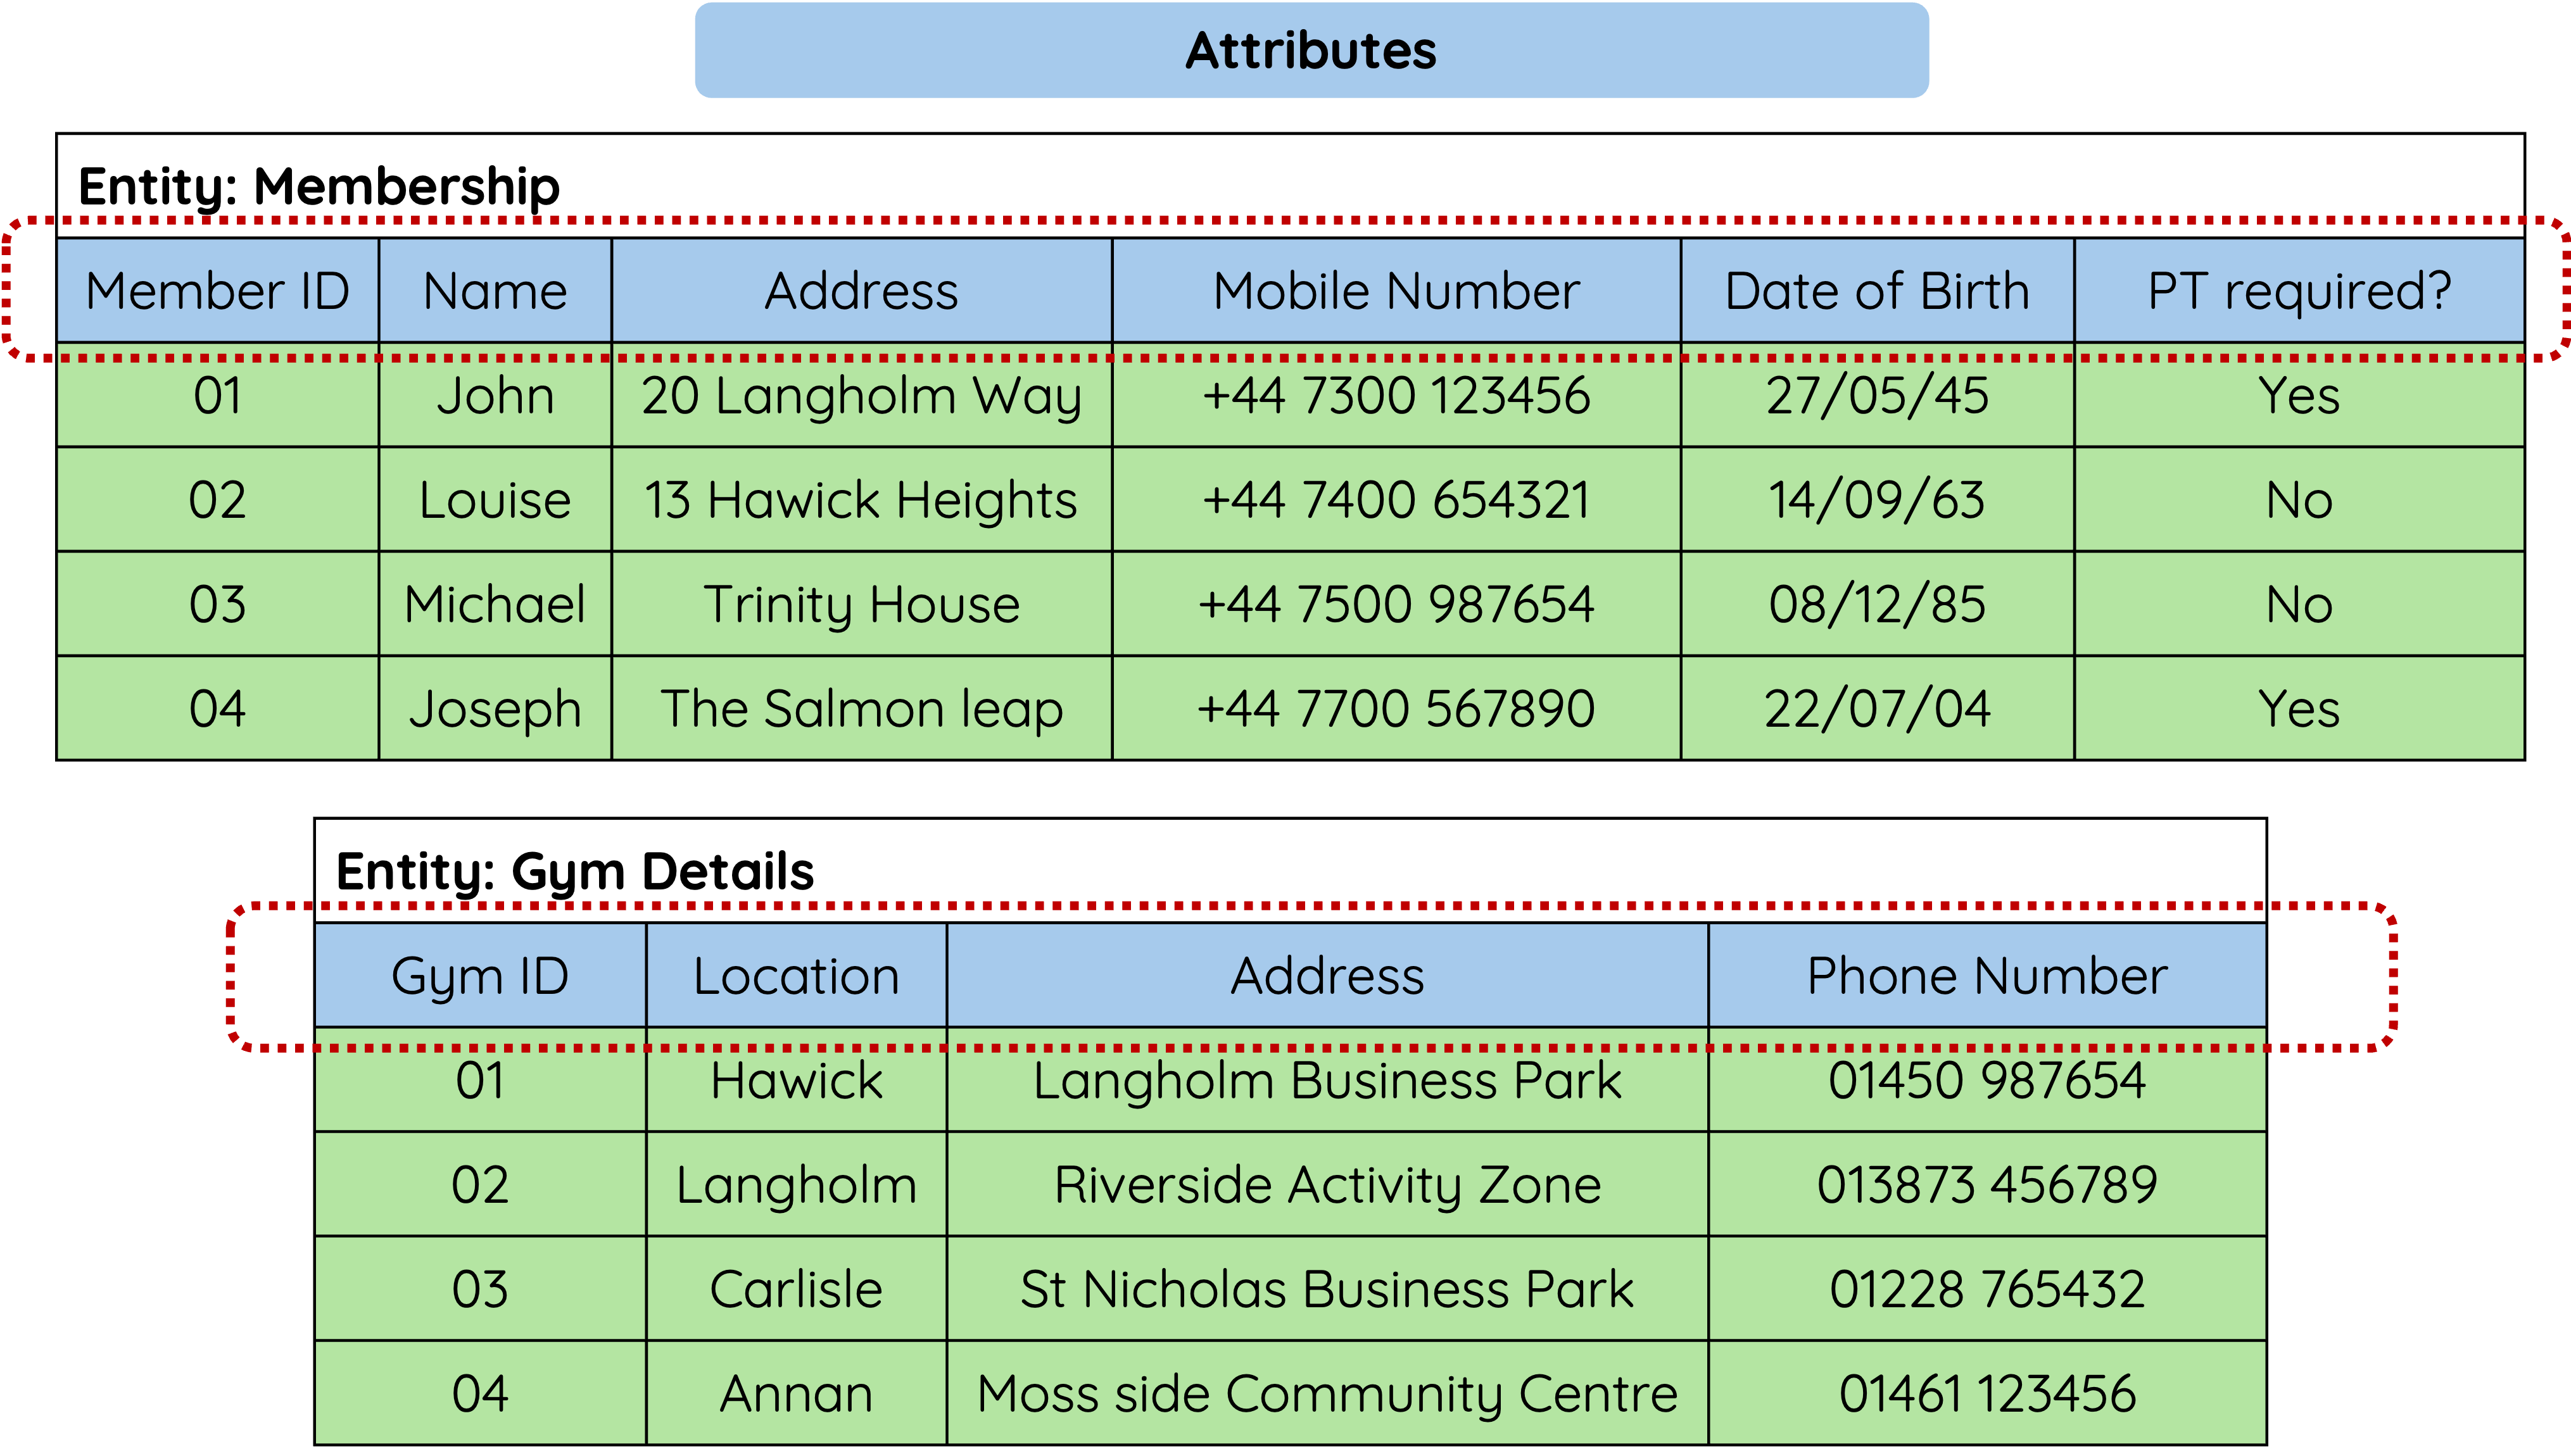 Attributes
Entity: Membership
Member ID Name Address Mobile Number Date of Birth PT required?
01 John 20 Langholm Way +44 7300 123456 27/05/45 Yes
02 Louise 13 Hawick Heights +44 7400 654321 14/09/63 No
03 Michael Trinity House +44 7500 987654 08/12/85 No
04 Joseph The Salmon leap +44 7700 567890 22/07/04 Yes
Entity: Gym Details
Gym ID Location Address Phone Number
01 Hawick Langholm Business Park 01450 987654
02 Langholm Riverside Activity Zone 013873 456789
03 Carlisle St Nicholas Business Park 01228 765432
04 Annan Moss side Community Centre 01461 123456